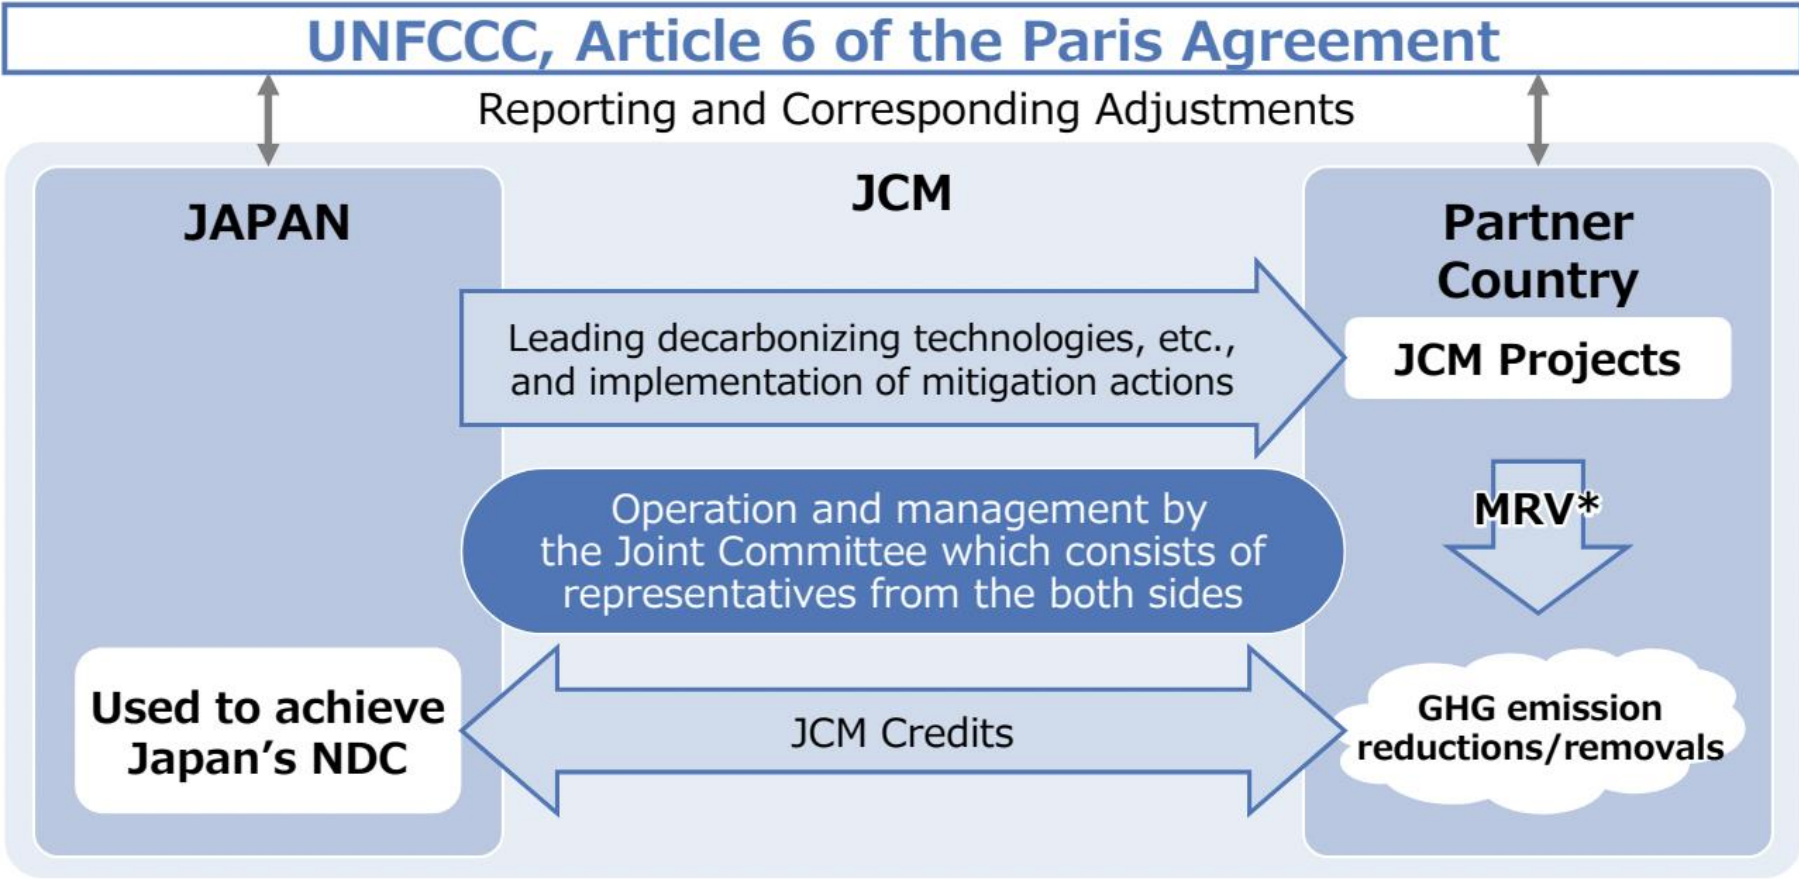 UNFCCC, Article 6 of the Paris Agreement
Reporting and Corresponding Adjustments
JCM
JAPAN
Partner
Country
Leading decarbonizing technologies, etc.,
and implementation of mitigation actions
JCM Projects
Operation and management by
the Joint Committee which consists of
representatives from the both sides
MRV*
Used to achieve
Japan’s NDC
JCM Credits
GHG emission
reductions/removals